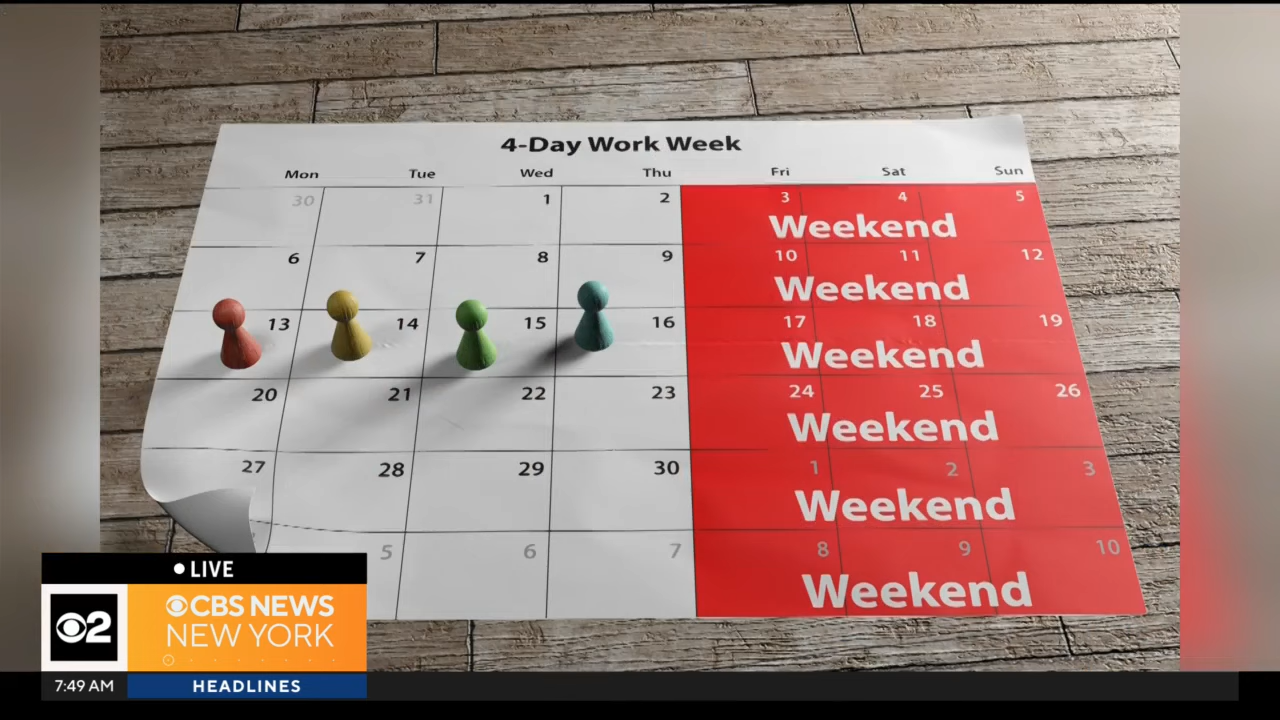 4-Day Work Week
Mon Tue Wed Thu Fri Sat Sun
30 31 1 2 3 4 5
Weekend
6 7 8 9 10 11 12
Weekend
13 14 15 16 17 18 19
Weekend
20 21 22 23 24 25 26
Weekend
27 28 29 30 1 2 3
Weekend
5 6 7 8 9 10
Weekend
LIVE
2
CBS NEWS
NEW YORK
7:49 AM HEADLINES